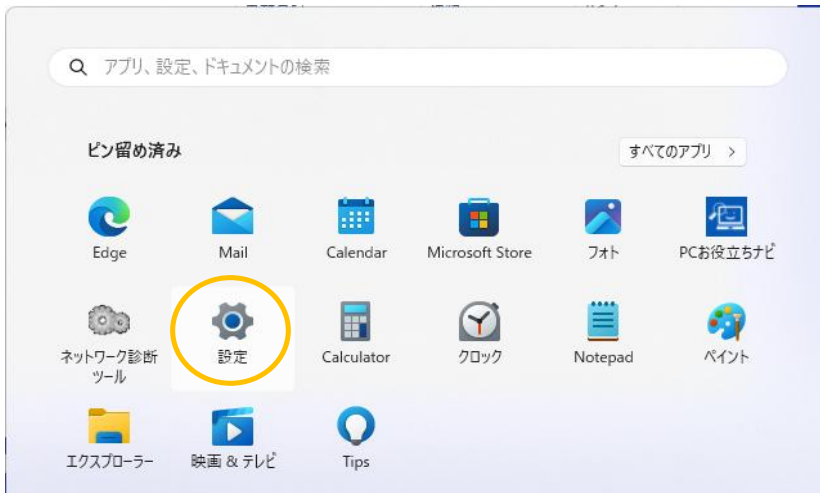 アプリ、設定、ドキュメントの検索
ピン留め済み
すべてのアプリ >
Edge
Mail
Calendar
Microsoft Store
フォト
PCお役立ちナビ
ネットワーク診断
ツール
設定
Calculator
クロック
Notepad
ペイント
エクスプローラー
映画 & テレビ
Tips